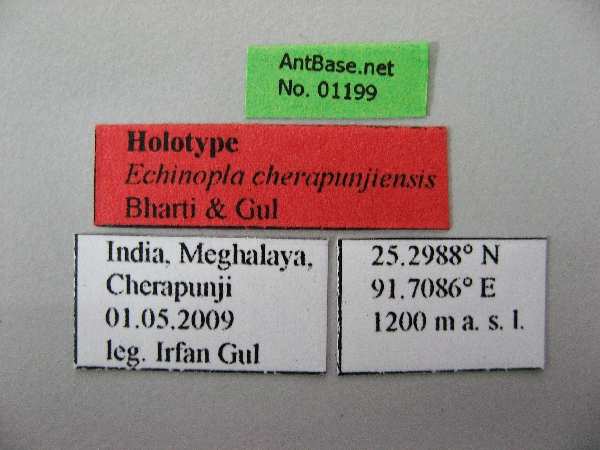 AntBase.net
No. 01199
Holotype
Echinopla cherapunjiensis
Bharti & Gul
India, Meghalaya,
Cherapunji
01.05.2009
leg. Irfan Gul
25.2988° N
91.7086° E
1200 m a. s. l.